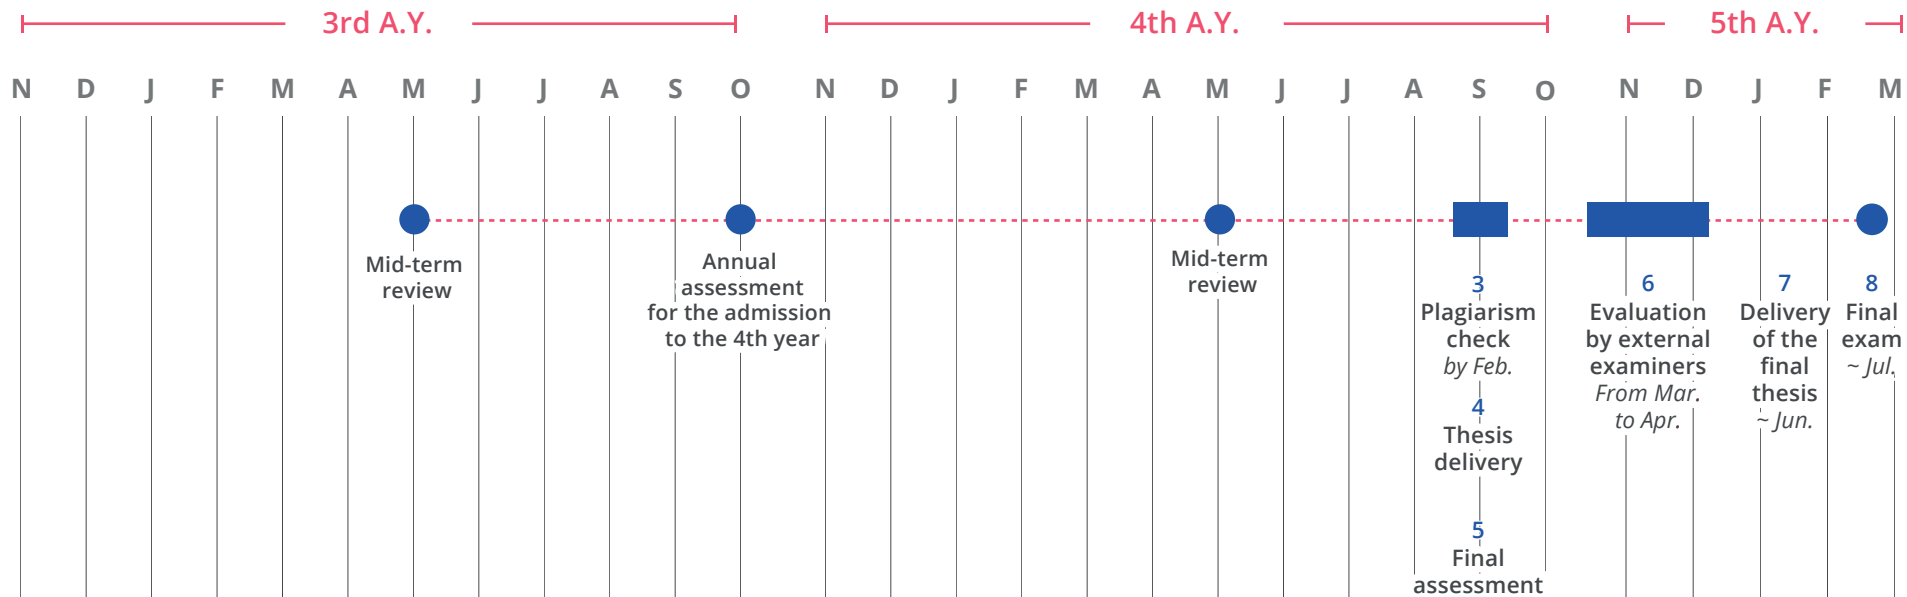 3rd A.Y. 4th A.Y. 5th A.Y.
N D J F M A M J J A S O N D J F M A M J J A S O N D J F M
Mid-term
review
Annual
assessment
for the admission
to the 4th year
Mid-term
review
3
Plagiarism
check
by Feb.
4
Thesis
delivery
5
Final
assessment
6
Evaluation
by external
examiners
From Mar.
to Apr.
7
Delivery
of the
final
thesis
~ Jun.
8
Final
exam
~ Jul.